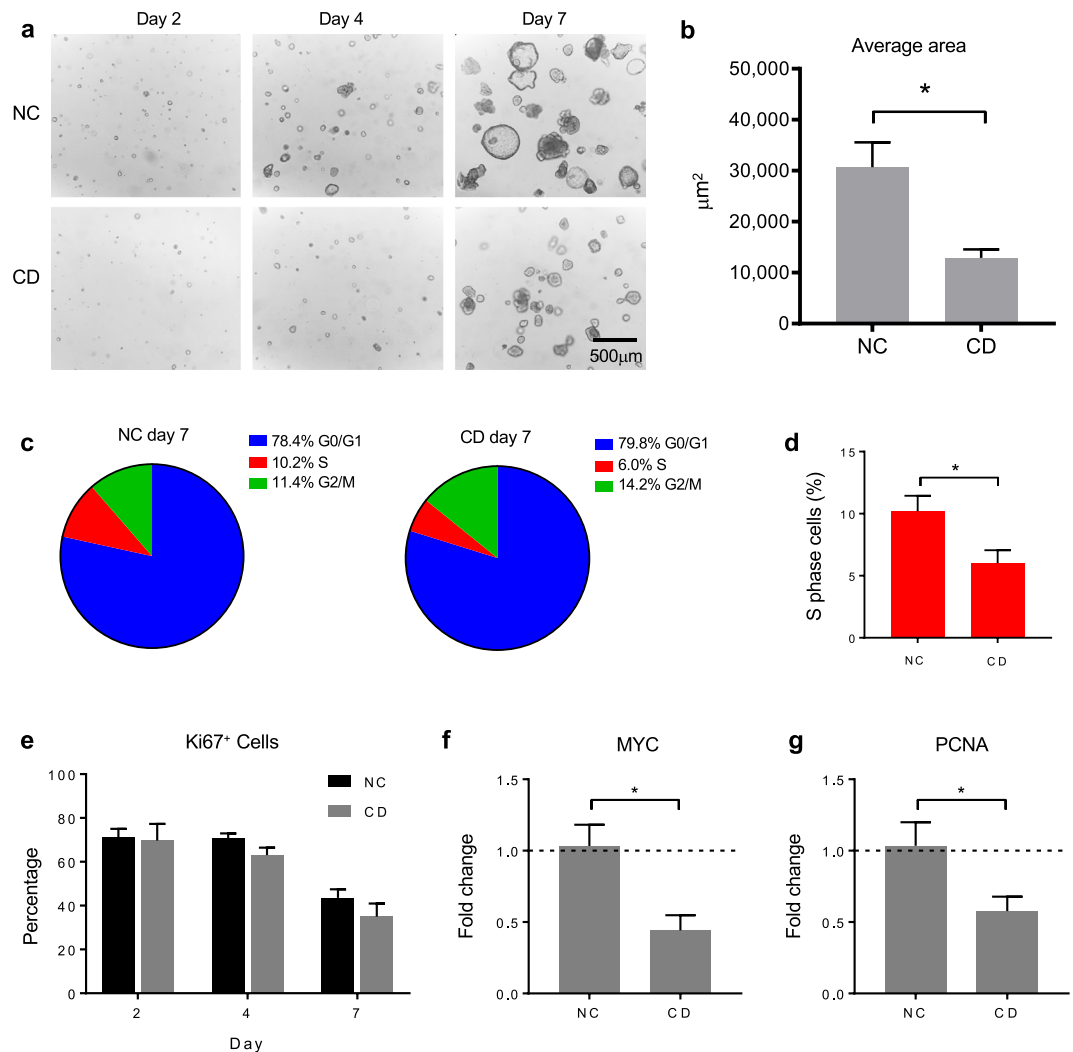 a
Day 2
Day 4
Day 7
NC
CD
500μm
b
Average area
50,000
40,000
30,000
20,000
10,000
0
μm²
*
NC
CD
c
NC day 7
78.4% G0/G1
10.2% S
11.4% G2/M
CD day 7
79.8% G0/G1
6.0% S
14.2% G2/M
d
S phase cells (%)
15
10
5
0
*
NC
CD
e
Ki67⁺ Cells
Percentage
100
80
60
40
20
0
NC
CD
2
4
7
Day
f
MYC
Fold change
1.5
1.0
0.5
0.0
*
NC
CD
g
PCNA
Fold change
1.5
1.0
0.5
0.0
*
NC
CD